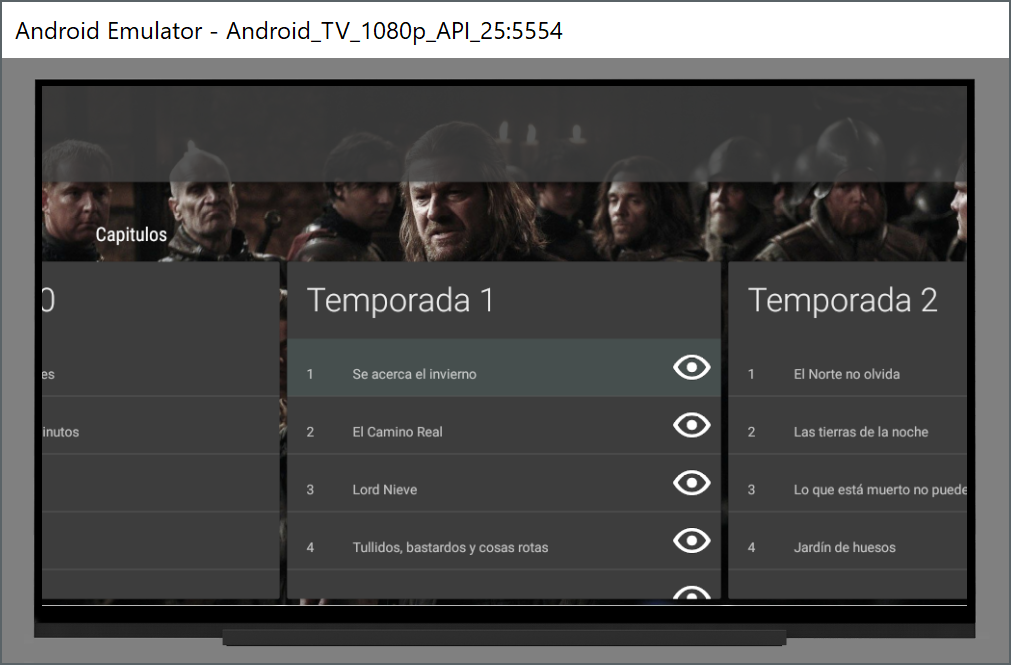 Android Emulator - Android_TV_1080p_API_25:5554
Capitulos
0
es
inutos
Temporada 1
1 Se acerca el invierno
2 El Camino Real
3 Lord Nieve
4 Tullidos, bastardos y cosas rotas
Temporada 2
1 El Norte no olvida
2 Las tierras de la noche
3 Lo que está muerto no puede
4 Jardín de huesos